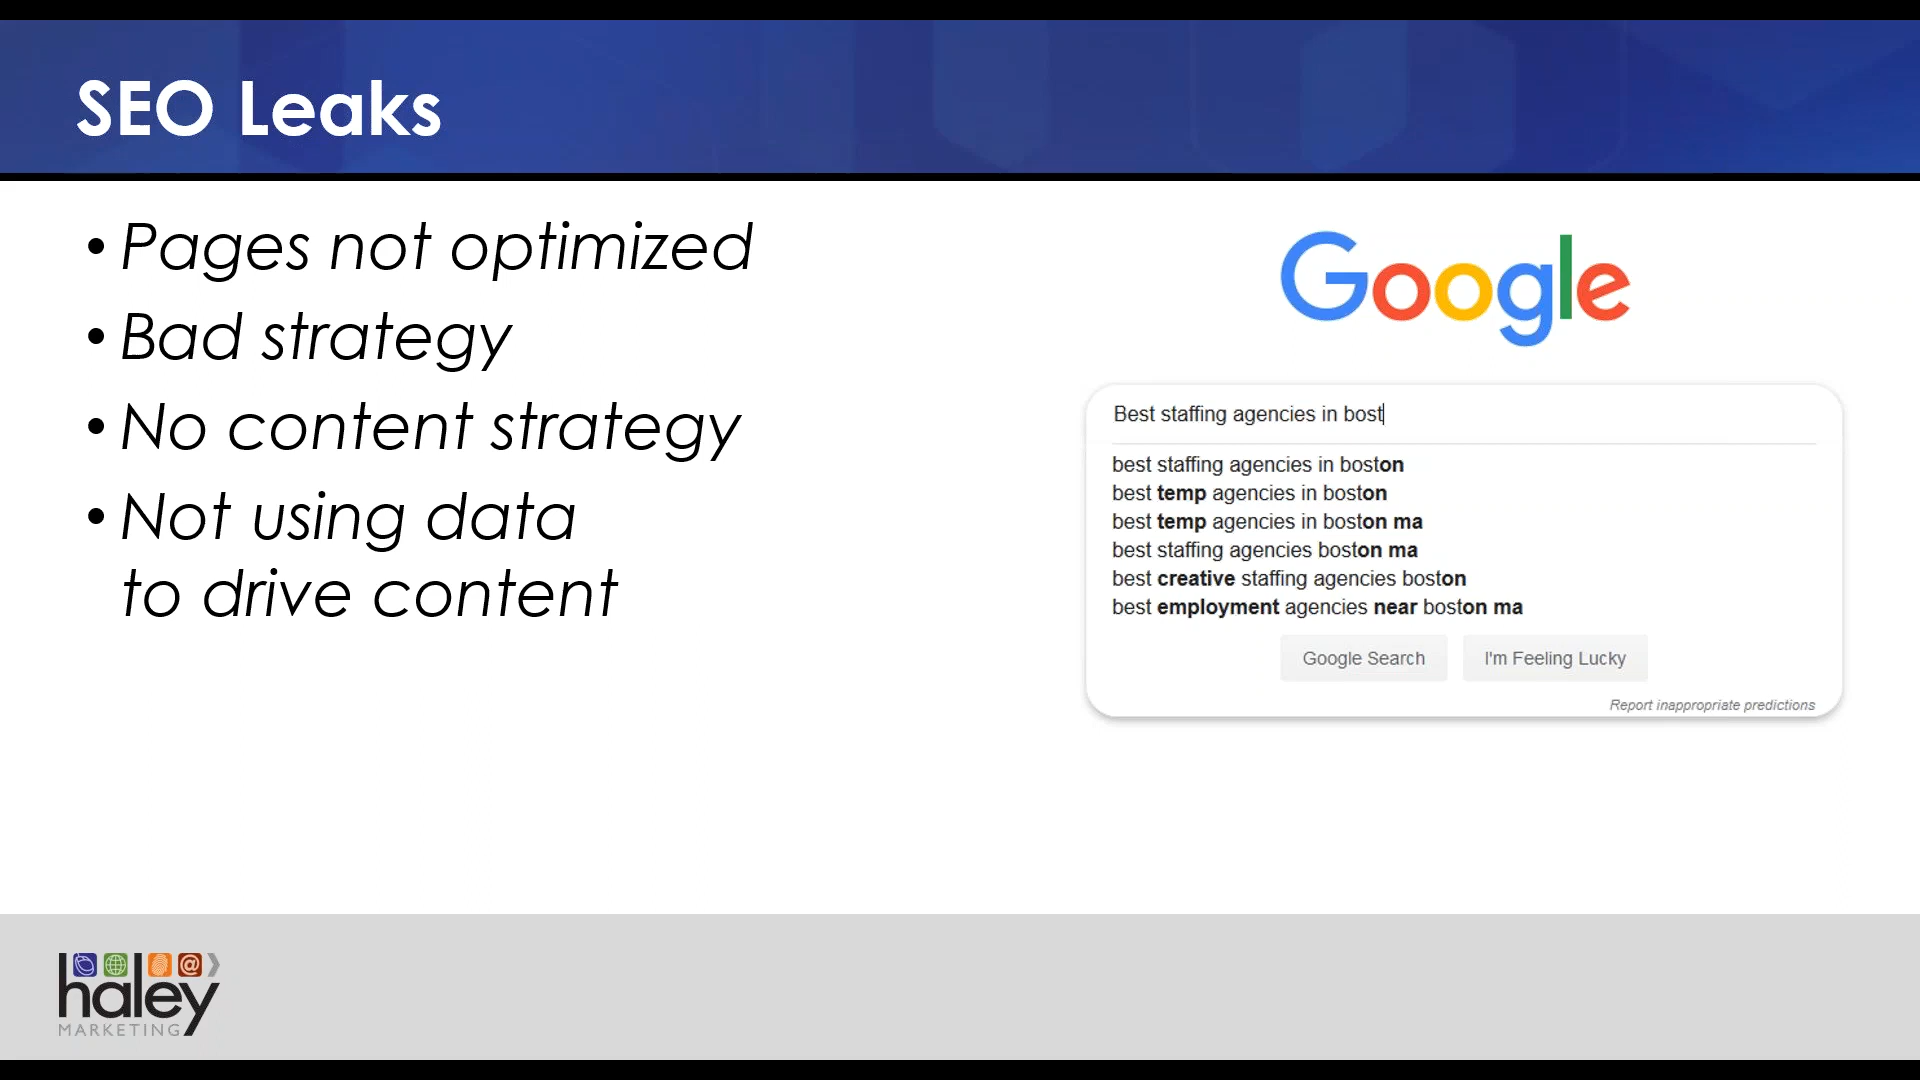 SEO Leaks
• Pages not optimized
• Bad strategy
• No content strategy
• Not using data
to drive content
Google
Best staffing agencies in bost
best staffing agencies in boston
best temp agencies in boston
best temp agencies in boston ma
best staffing agencies boston ma
best creative staffing agencies boston
best employment agencies near boston ma
Google Search
I'm Feeling Lucky
Report inappropriate predictions
haley
MARKETING